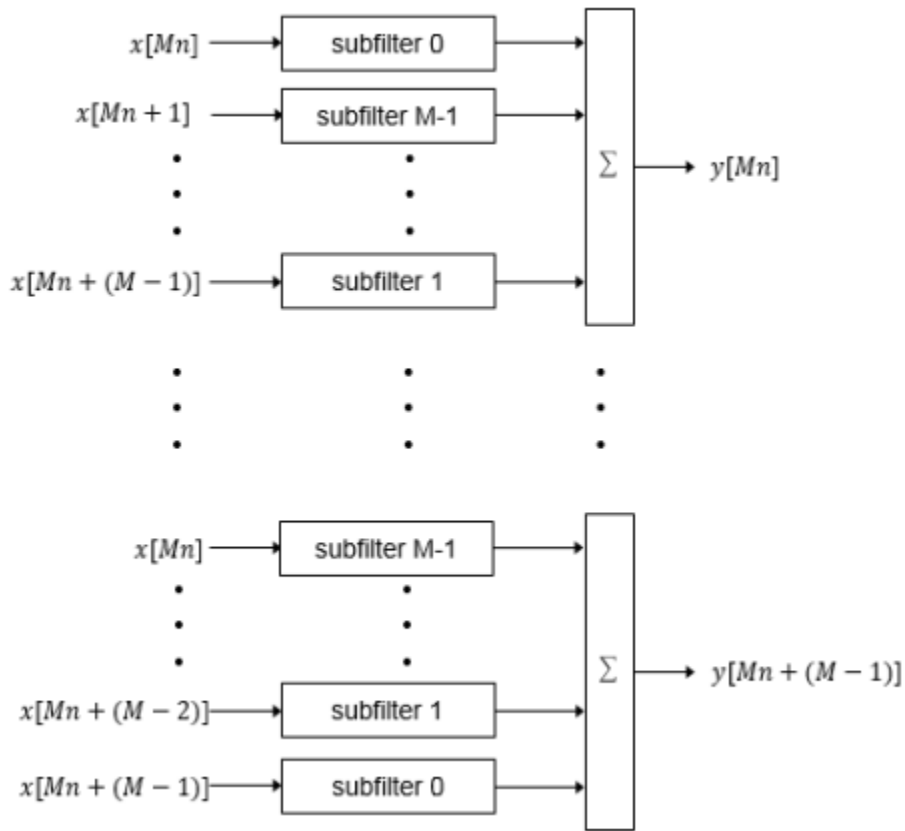 x[Mn] subfilter 0
x[Mn + 1] subfilter M-1
Σ y[Mn]
x[Mn + (M − 1)] subfilter 1
x[Mn] subfilter M-1
Σ y[Mn + (M − 1)]
x[Mn + (M − 2)] subfilter 1
x[Mn + (M − 1)] subfilter 0